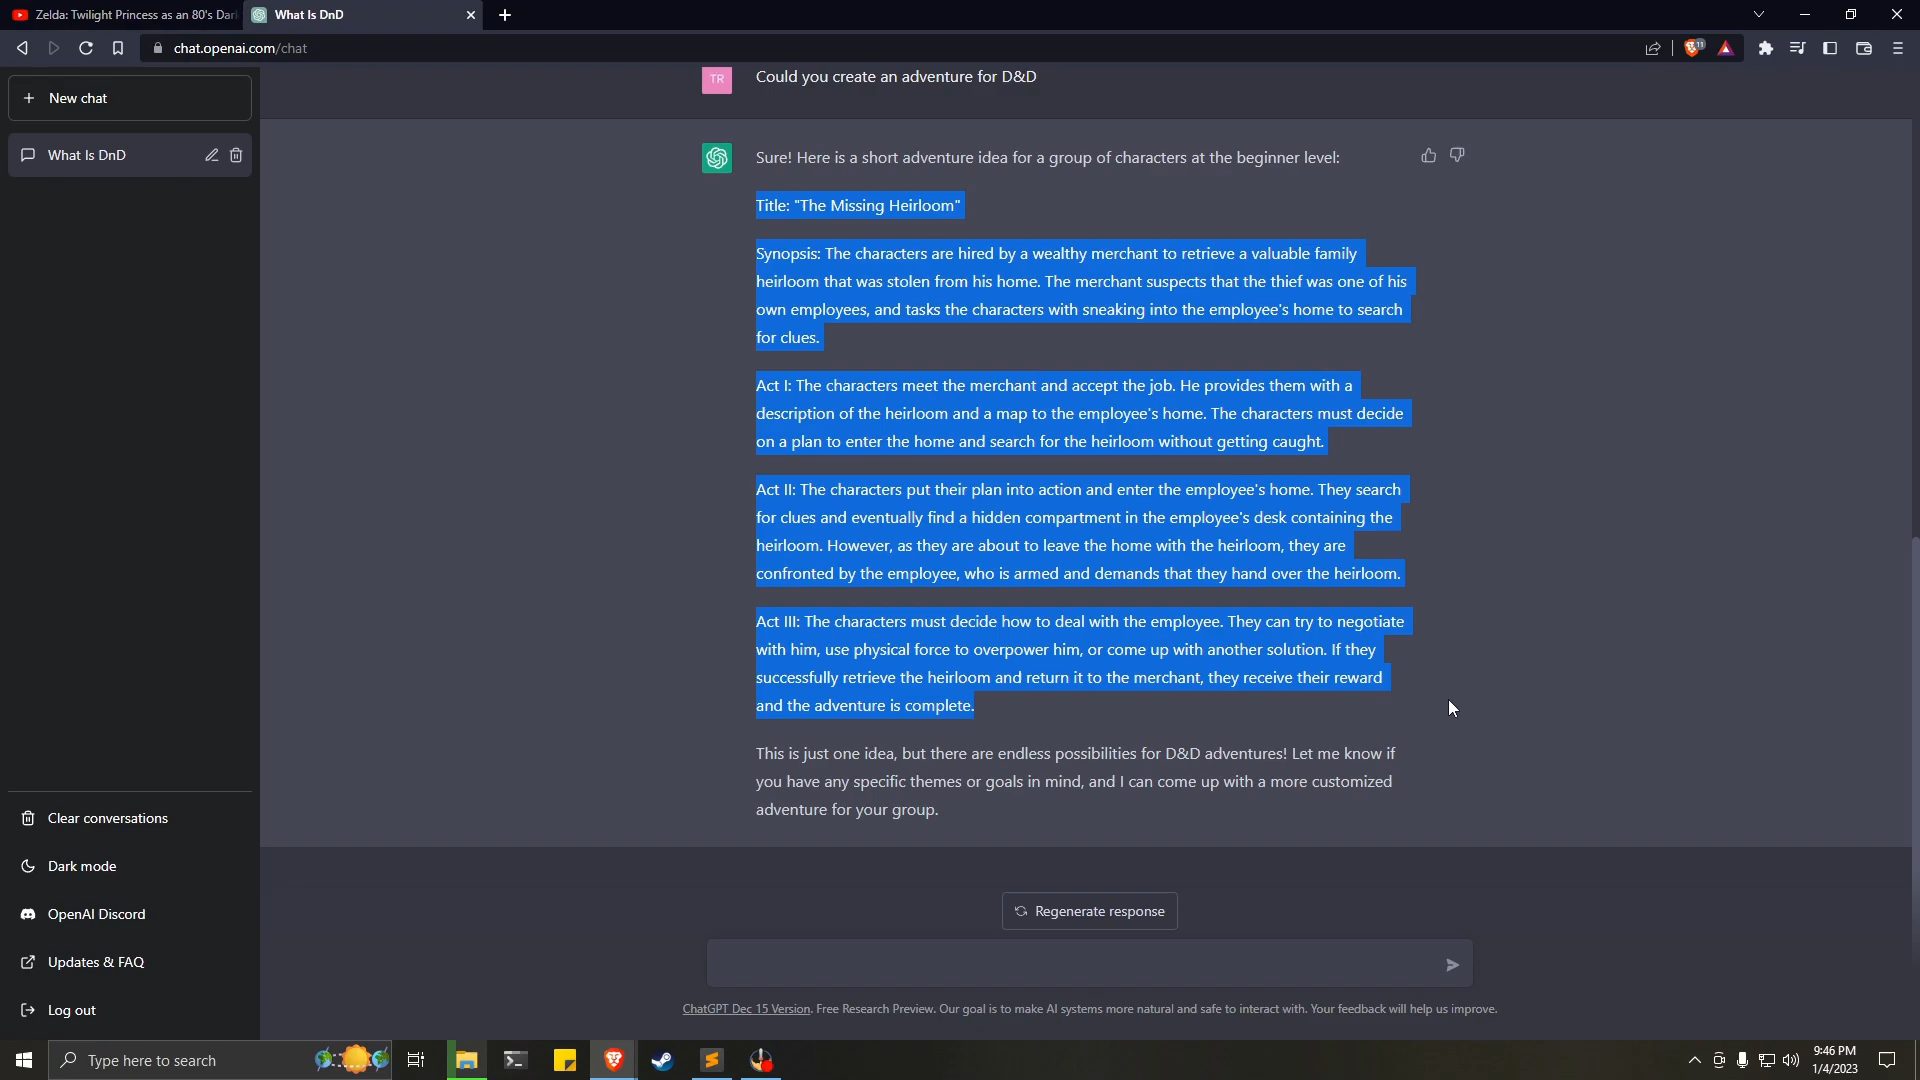 Zelda: Twilight Princess as an 80's Dar
What Is DnD
chat.openai.com/chat
11
New chat
What Is DnD
TR
Could you create an adventure for D&D
Sure! Here is a short adventure idea for a group of characters at the beginner level:
Title: "The Missing Heirloom"
Synopsis: The characters are hired by a wealthy merchant to retrieve a valuable family
heirloom that was stolen from his home. The merchant suspects that the thief was one of his
own employees, and tasks the characters with sneaking into the employee's home to search
for clues.
Act I: The characters meet the merchant and accept the job. He provides them with a
description of the heirloom and a map to the employee's home. The characters must decide
on a plan to enter the home and search for the heirloom without getting caught.
Act II: The characters put their plan into action and enter the employee's home. They search
for clues and eventually find a hidden compartment in the employee's desk containing the
heirloom. However, as they are about to leave the home with the heirloom, they are
confronted by the employee, who is armed and demands that they hand over the heirloom.
Act III: The characters must decide how to deal with the employee. They can try to negotiate
with him, use physical force to overpower him, or come up with another solution. If they
successfully retrieve the heirloom and return it to the merchant, they receive their reward
and the adventure is complete.
This is just one idea, but there are endless possibilities for D&D adventures! Let me know if
you have any specific themes or goals in mind, and I can come up with a more customized
adventure for your group.
Clear conversations
Dark mode
OpenAI Discord
Updates & FAQ
Log out
Regenerate response
ChatGPT Dec 15 Version. Free Research Preview. Our goal is to make AI systems more natural and safe to interact with. Your feedback will help us improve.
Type here to search
9:46 PM
1/4/2023